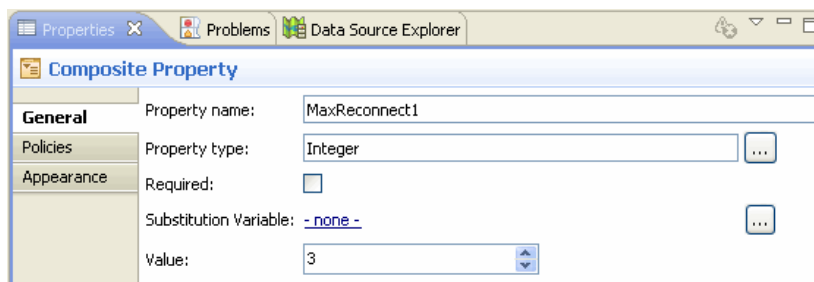 Properties Problems Data Source Explorer
Composite Property
General
Policies
Appearance
Property name: MaxReconnect1
Property type: Integer ...
Required:
Substitution Variable: - none - ...
Value: 3